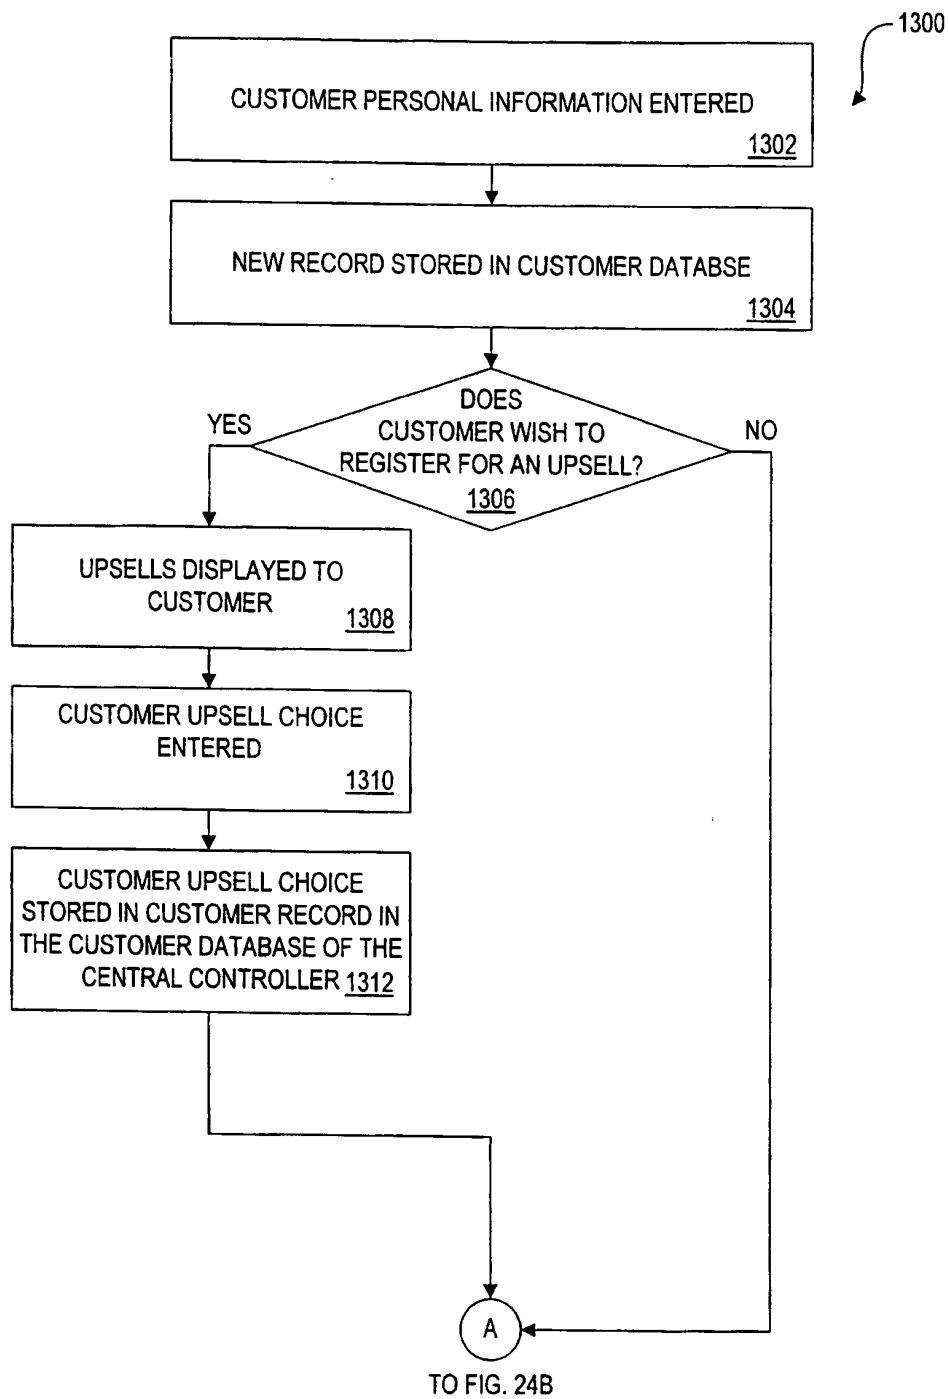 1300
CUSTOMER PERSONAL INFORMATION ENTERED
1302
NEW RECORD STORED IN CUSTOMER DATABSE
1304
DOES
CUSTOMER WISH TO
REGISTER FOR AN UPSELL?
1306
YES
NO
UPSELLS DISPLAYED TO
CUSTOMER
1308
CUSTOMER UPSELL CHOICE
ENTERED
1310
CUSTOMER UPSELL CHOICE
STORED IN CUSTOMER RECORD IN
THE CUSTOMER DATABASE OF THE
CENTRAL CONTROLLER 1312
A
TO FIG. 24B